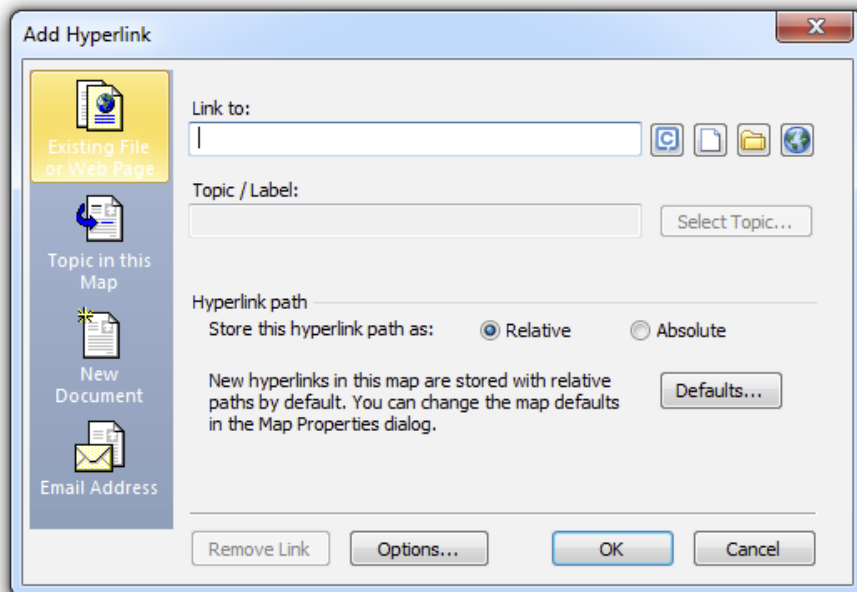 Add Hyperlink
Existing File
or Web Page
Topic in this
Map
New
Document
Email Address
Link to:
Topic / Label:
Select Topic...
Hyperlink path
Store this hyperlink path as:
Relative
Absolute
New hyperlinks in this map are stored with relative
paths by default. You can change the map defaults
in the Map Properties dialog.
Defaults...
Remove Link
Options...
OK
Cancel